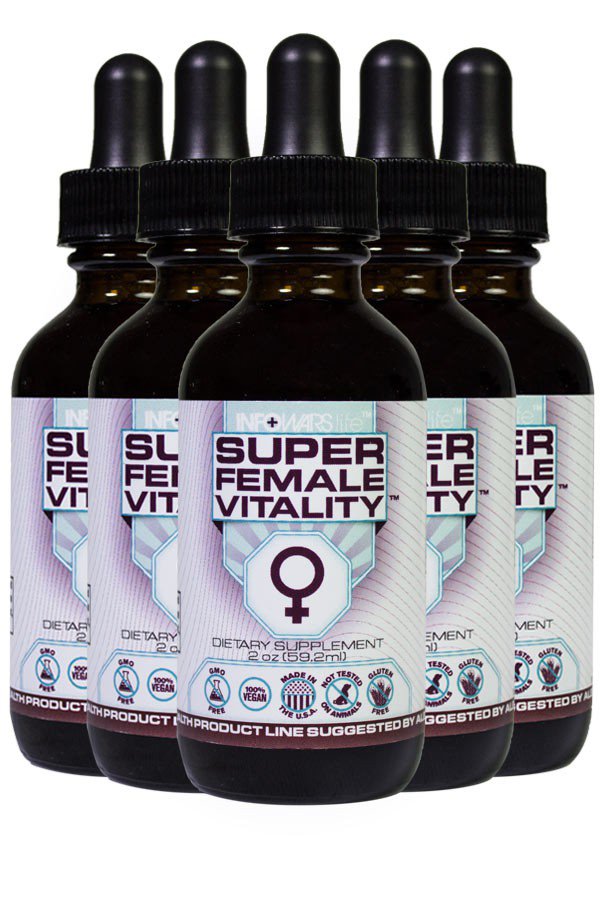 INFOWARS life™
SUPER
FEMALE
VITALITY™
DIETARY SUPPLEMENT
2 oz (59.2ml)
GMO FREE
100% VEGAN
MADE IN THE U.S.A.
NOT TESTED ON ANIMALS
GLUTEN FREE
HEALTH PRODUCT LINE SUGGESTED BY